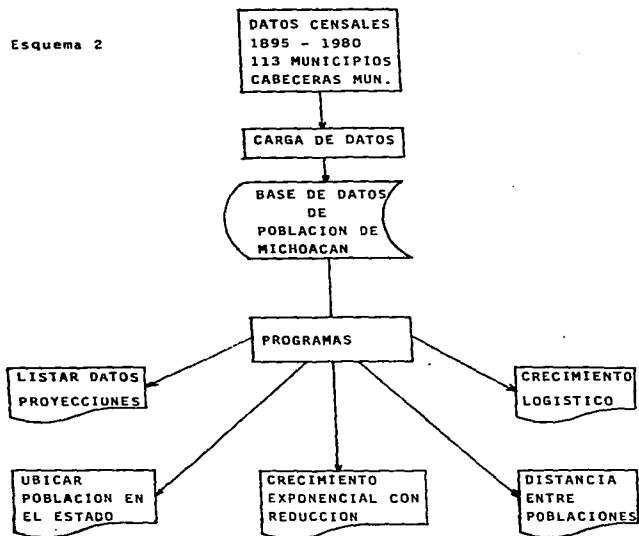 Esquema 2
DATOS CENSALES
1895 - 1980
113 MUNICIPIOS
CABECERAS MUN.
CARGA DE DATOS
BASE DE DATOS
DE
POBLACION DE
MICHOACAN
PROGRAMAS
LISTAR DATOS
PROYECCIONES
CRECIMIENTO
LOGISTICO
UBICAR
POBLACION EN
EL ESTADO
CRECIMIENTO
EXPONENCIAL CON
REDUCCION
DISTANCIA
ENTRE
POBLACIONES